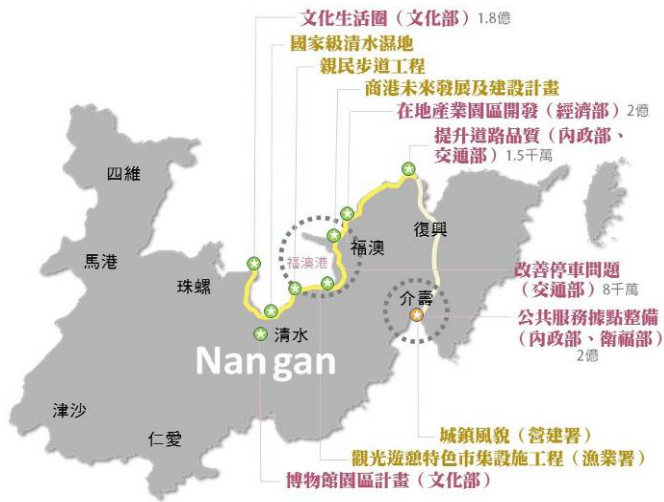 文化生活圈（文化部）1.8億
國家級清水濕地
親民步道工程
商港未來發展及建設計畫
在地產業園區開發（經濟部）2億
提升道路品質（內政部、
交通部）1.5千萬
四維
復興
馬港
福澳
福澳港
珠螺
改善停車問題
（交通部）8千萬
介壽
公共服務據點整備
（內政部、衛福部）
2億
清水
Nangan
津沙
仁愛
城鎮風貌（營建署）
觀光遊憩特色市集設施工程（漁業署）
博物館園區計畫（文化部）